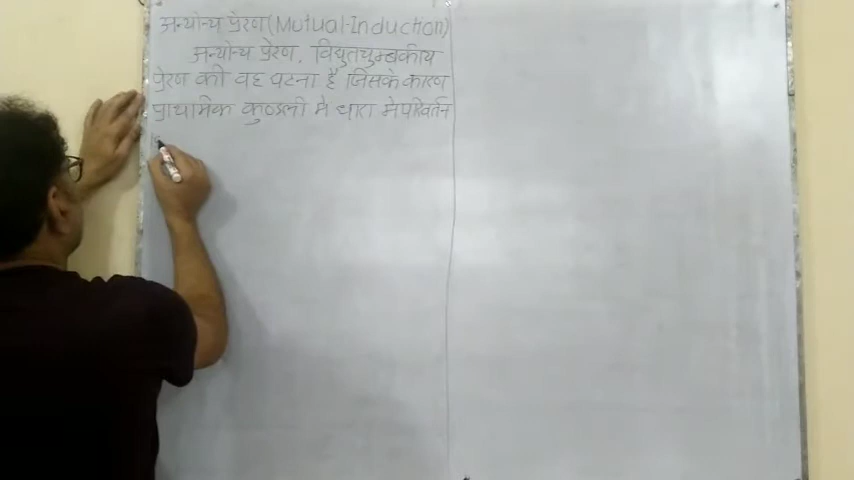 अन्योन्य प्रेरण (Mutual-Induction)
अन्योन्य प्रेरण, विद्युतचुम्बकीय
प्रेरण की वह घटना है जिसके कारण
प्राथमिक कुण्डली मे धारा मे परिवर्तन